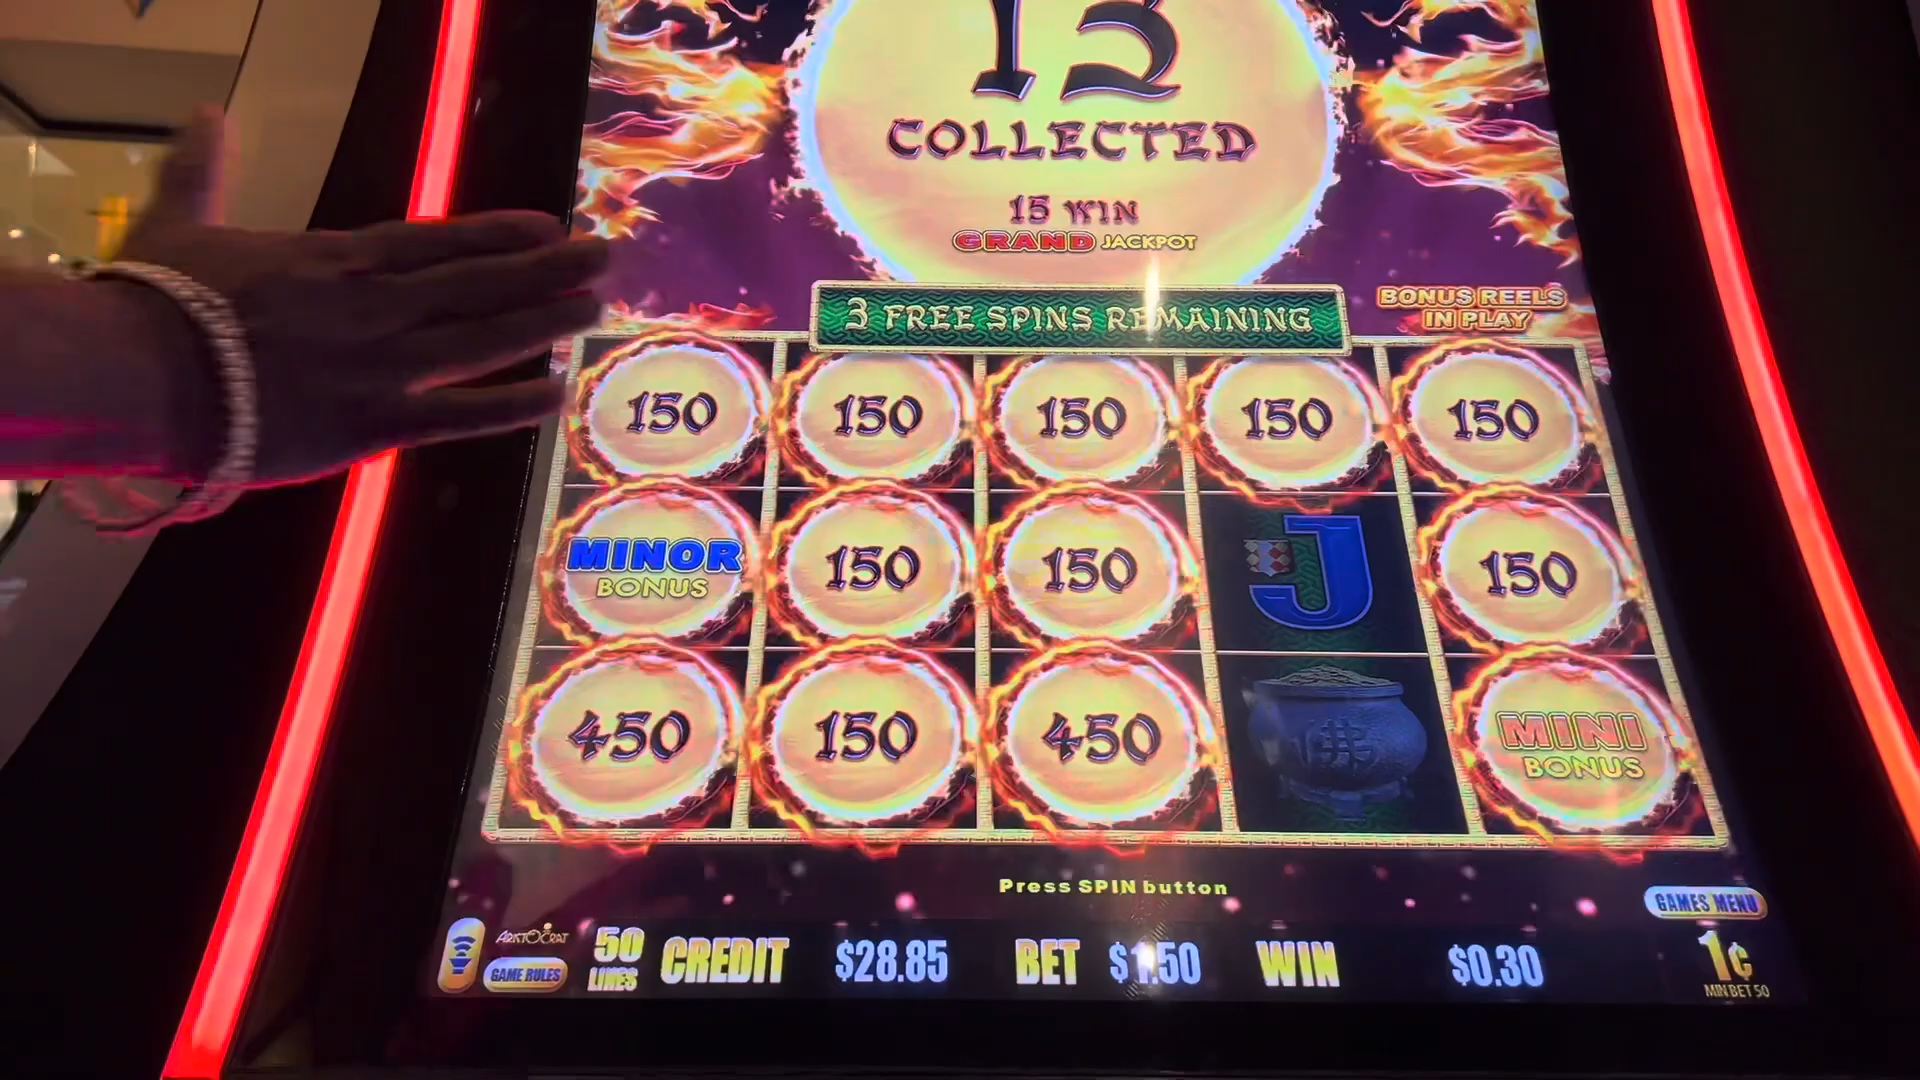 13
COLLECTED
15 WIN
GRAND JACKPOT
3 FREE SPINS REMAINING
BONUS REELS
IN PLAY
150 150 150 150 150
MINOR
BONUS
150 150 J 150
450 150 450
MINI
BONUS
Press SPIN button
GAMES MENU
ARISTOCRAT
GAME RULES
50
LINES
CREDIT $28.85 BET $1.50 WIN $0.30
1¢
MIN BET 50